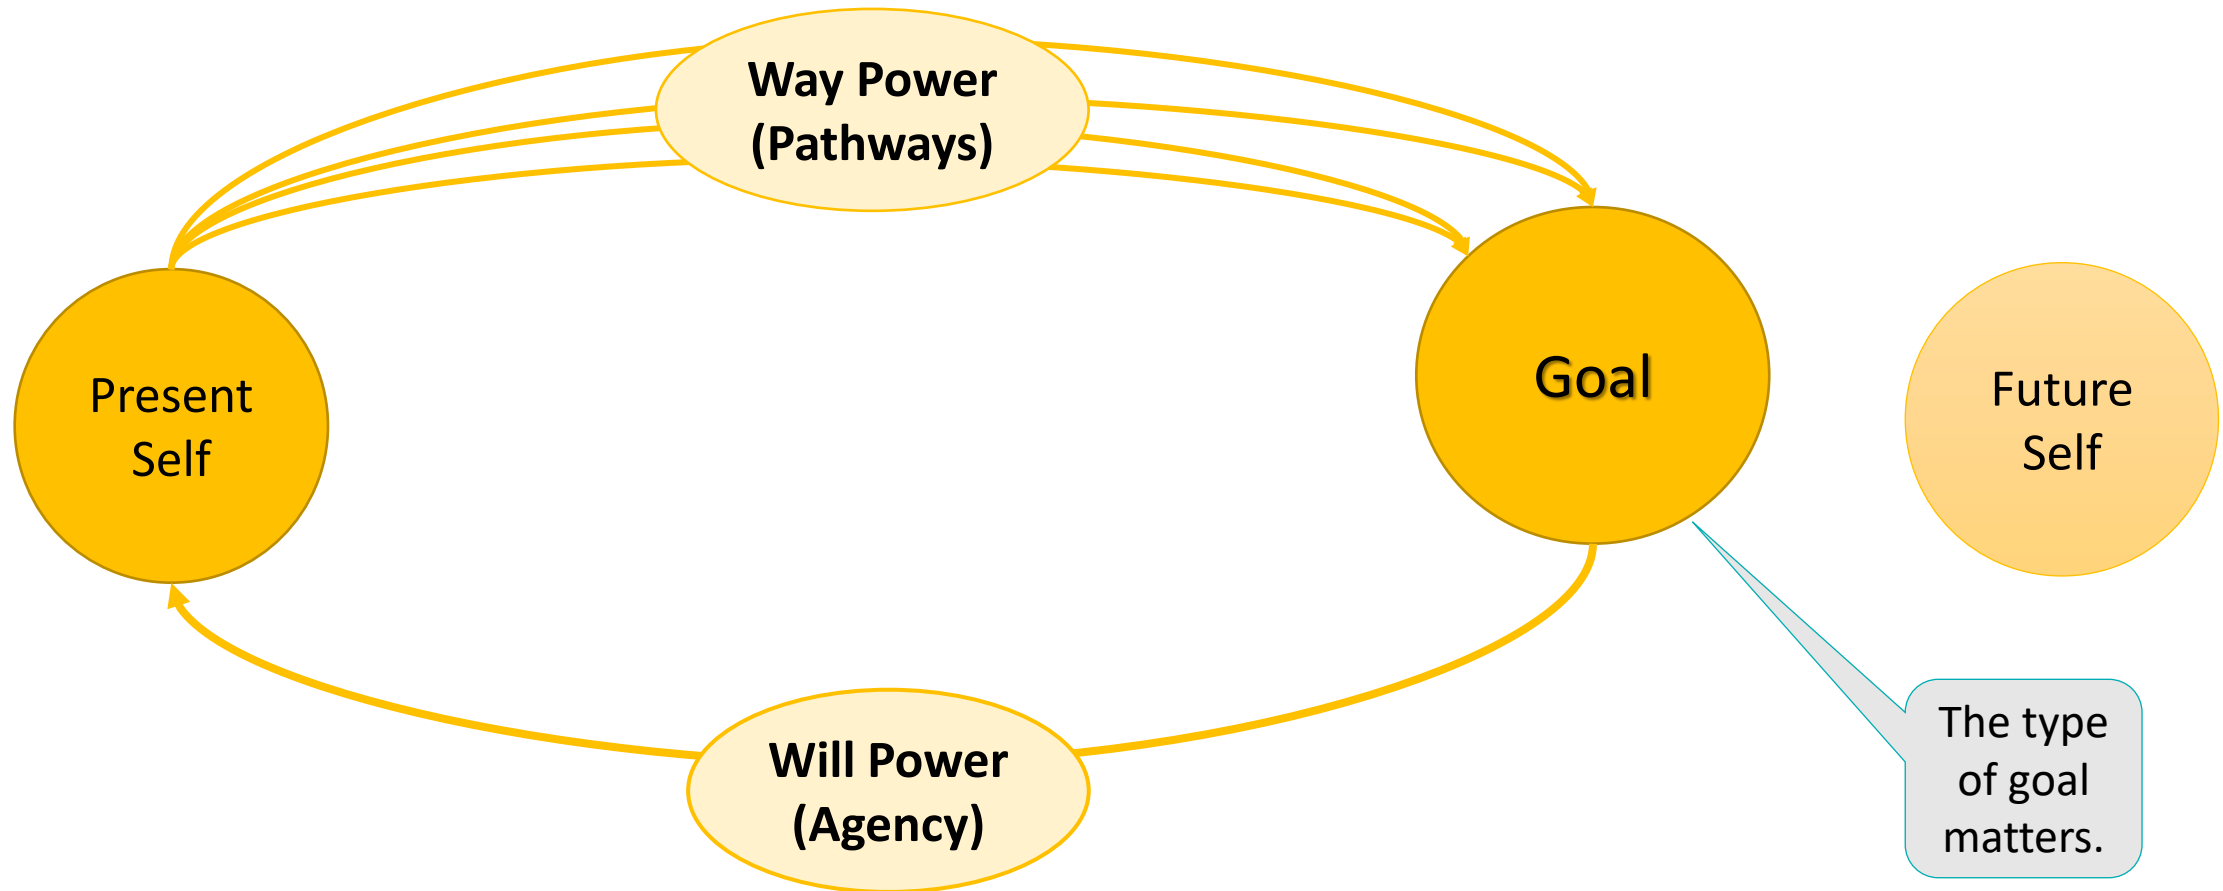 Way Power
(Pathways)
Present
Self
Goal
Future
Self
Will Power
(Agency)
The type
of goal
matters.